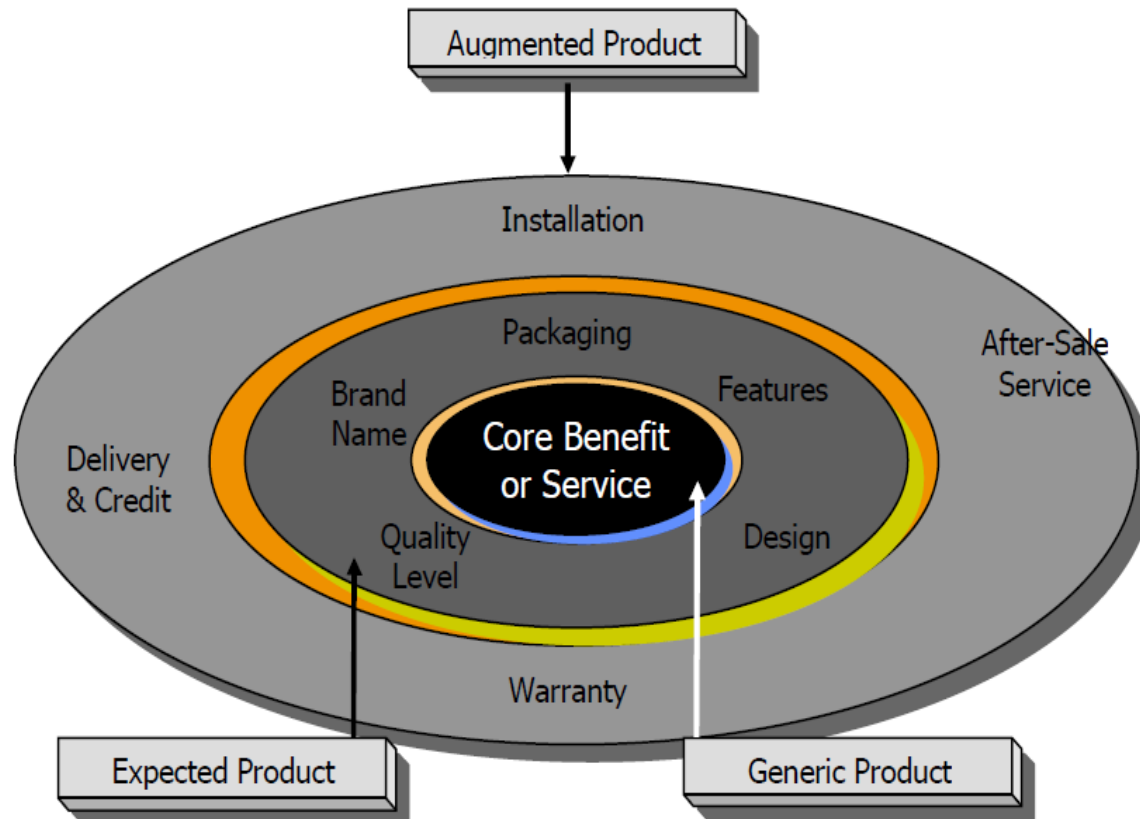 Augmented Product
Installation
Packaging
After-Sale
Service
Brand
Name
Features
Core Benefit
or Service
Delivery
& Credit
Quality
Level
Design
Warranty
Expected Product
Generic Product